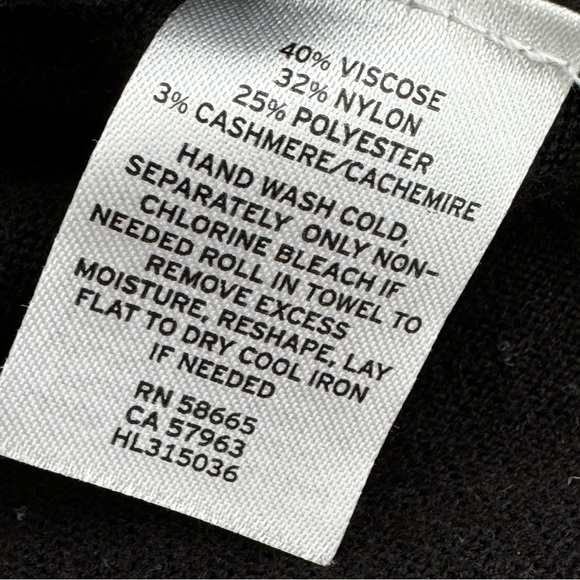 40% VISCOSE
32% NYLON
25% POLYESTER
3% CASHMERE/CACHEMIRE
HAND WASH COLD,
SEPARATELY ONLY NON-
CHLORINE BLEACH IF
NEEDED ROLL IN TOWEL TO
REMOVE EXCESS
MOISTURE, RESHAPE, LAY
FLAT TO DRY COOL IRON
IF NEEDED
RN 58665
CA 57963
HL315036